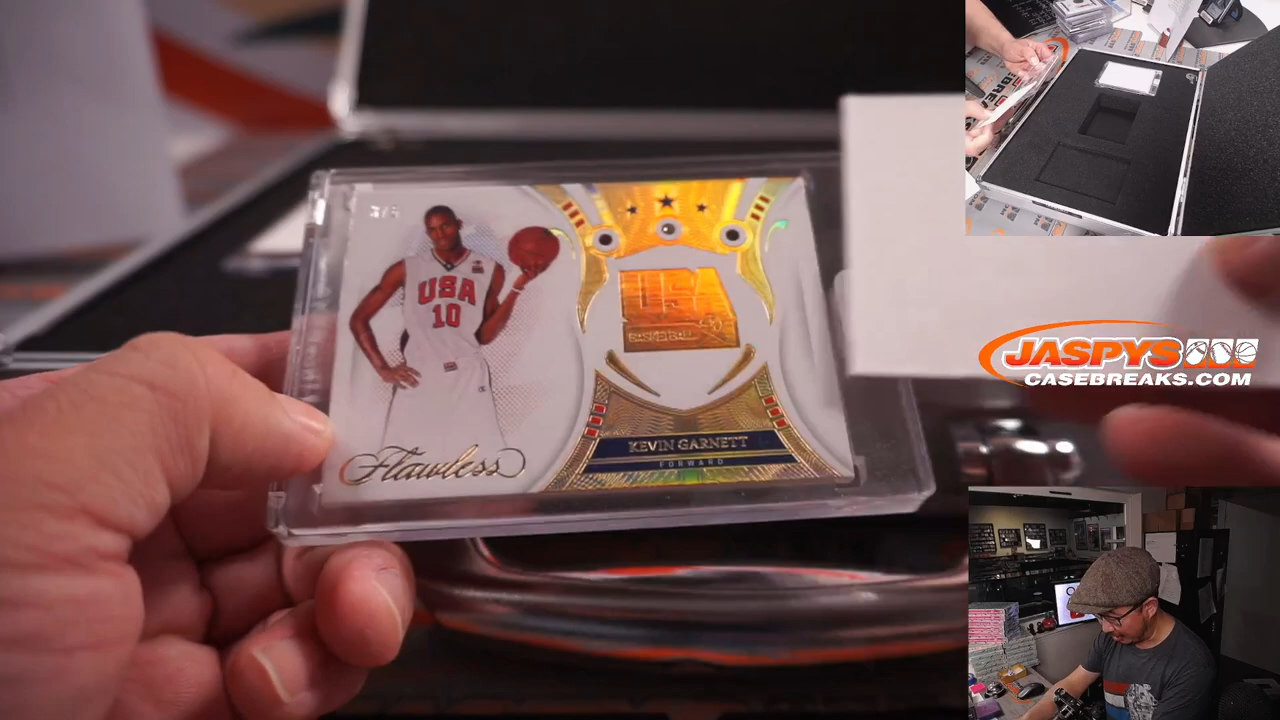 USA
10
USA
BASKETBALL
KEVIN GARNETT
FORWARD
Flawless
JASPYS
CASEBREAKS.COM